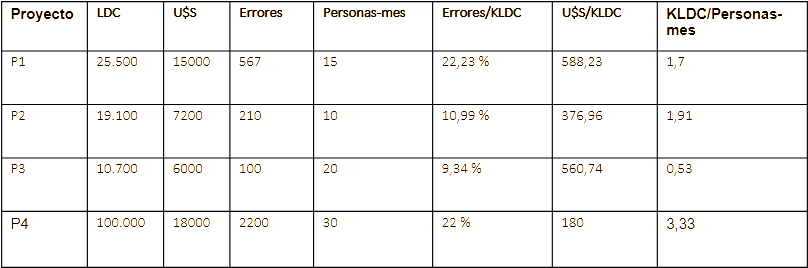 Proyecto LDC U$S Errores Personas-mes Errores/KLDC U$S/KLDC KLDC/Personas-
mes
P1 25.500 15000 567 15 22,23 % 588,23 1,7
P2 19.100 7200 210 10 10,99 % 376,96 1,91
P3 10.700 6000 100 20 9,34 % 560,74 0,53
P4 100.000 18000 2200 30 22 % 180 3,33